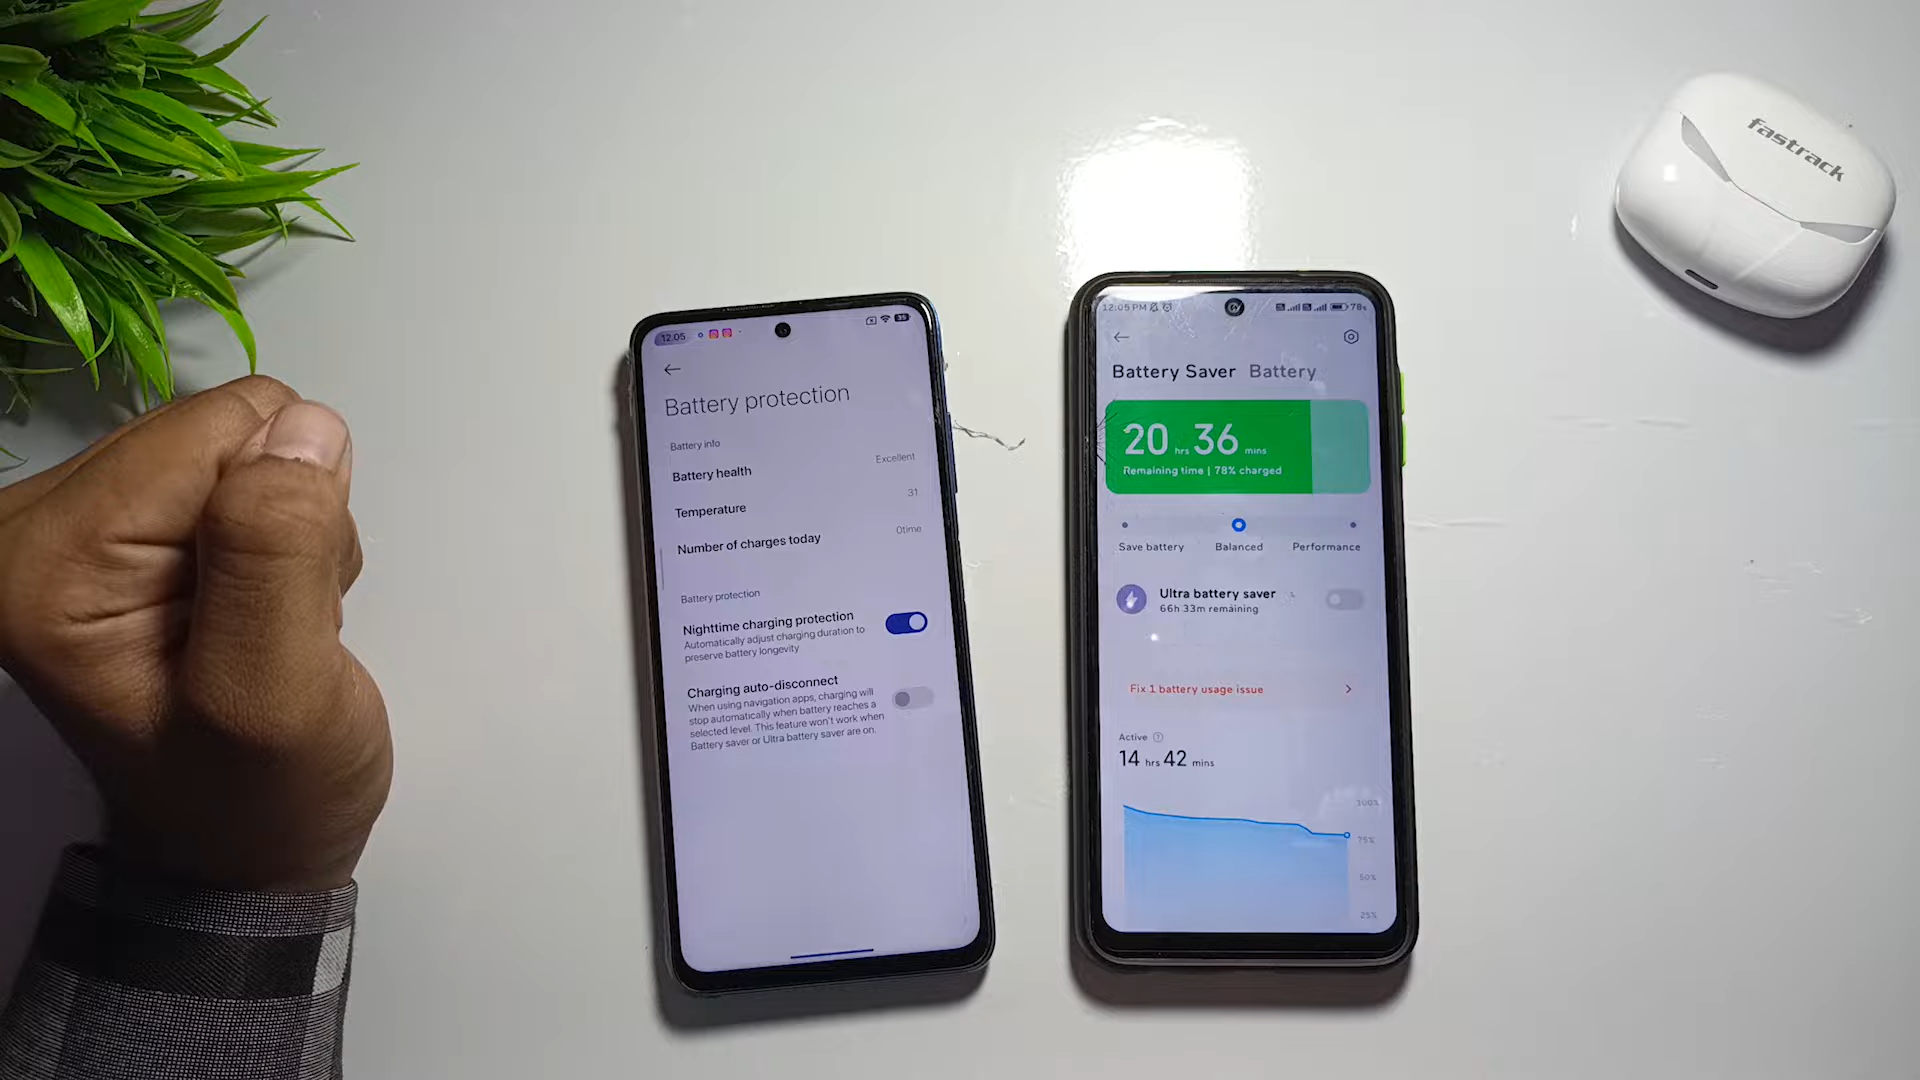 fastrack
12:05
35
Battery protection
Battery info
Battery health
Excellent
Temperature
31
Number of charges today
0time
Battery protection
Nighttime charging protection
Automatically adjust charging duration to
preserve battery longevity
Charging auto-disconnect
When using navigation apps, charging will
stop automatically when battery reaches a
selected level. This feature won't work when
Battery saver or Ultra battery saver are on.
12:05 PM
78
Battery Saver Battery
20 hrs 36 mins
Remaining time | 78% charged
Save battery Balanced Performance
Ultra battery saver
66h 33m remaining
Fix 1 battery usage issue
Active
14 hrs 42 mins
100%
75%
50%
25%